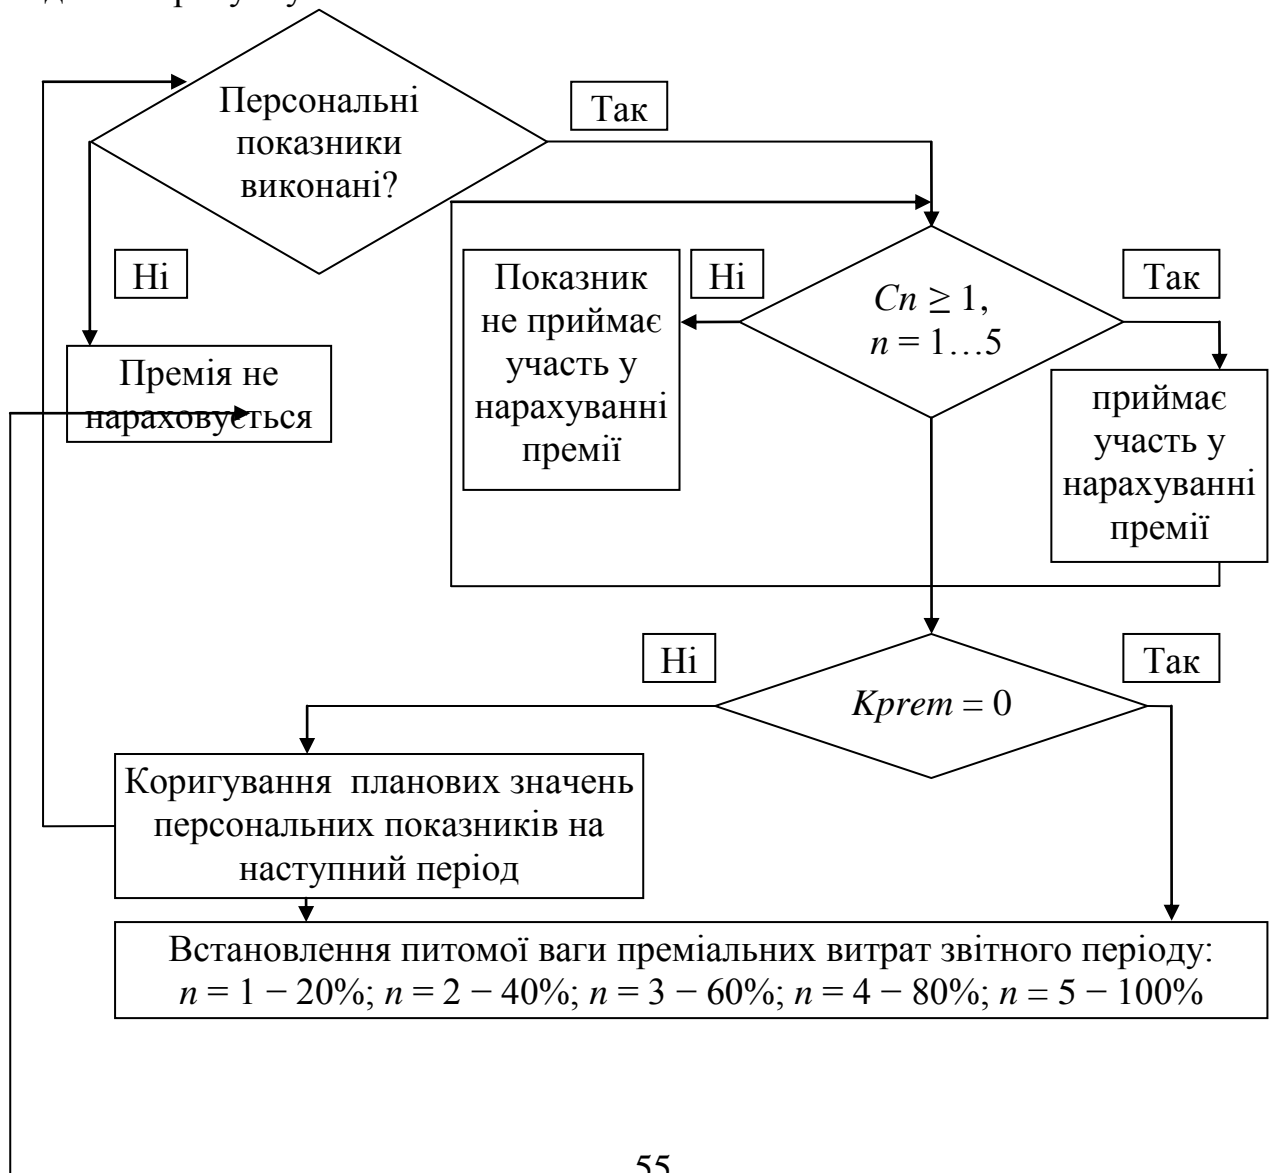 Персональні
показники
виконані?
Так
Ні
Премія не
нараховується
Показник
не приймає
участь у
нарахуванні
премії
Ні
Cn ≥ 1,
n = 1…5
Так
приймає
участь у
нарахуванні
премії
Ні
Kprem = 0
Так
Коригування планових значень
персональних показників на
наступний період
Встановлення питомої ваги преміальних витрат звітного періоду:
n = 1 − 20%; n = 2 − 40%; n = 3 − 60%; n = 4 − 80%; n = 5 − 100%
55